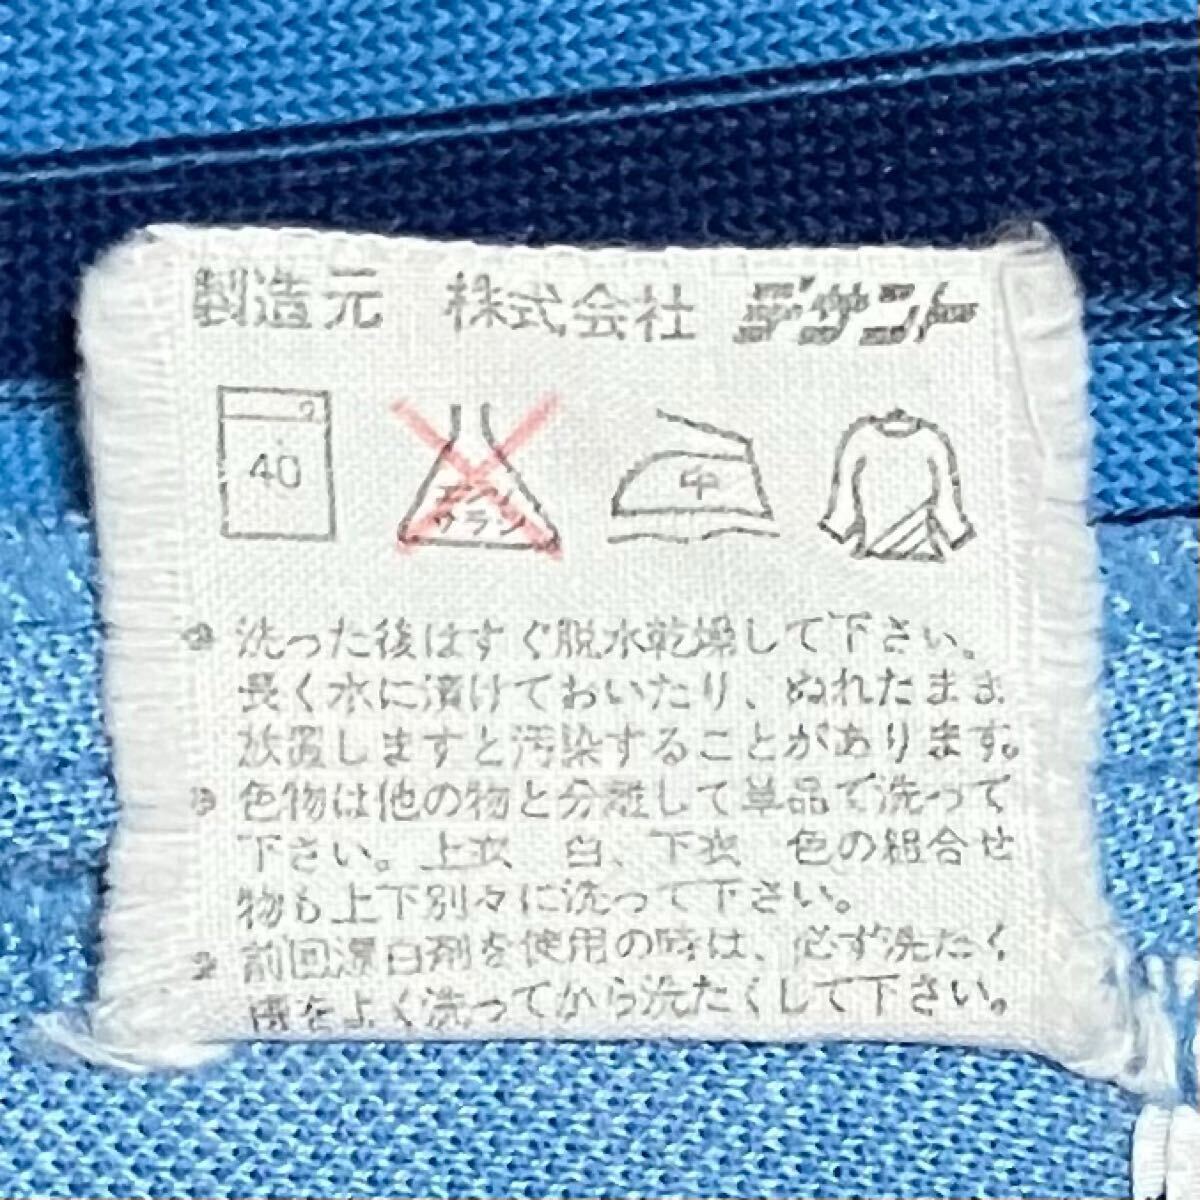 製造元 株式会社 デサント
40
エンソ
サラシ
中
洗った後はすぐ脱水乾燥して下さい。
長く水に漬けておいたり、ぬれたまま
放置しますと汚染することがあります。
色物は他の物と分離して単品で洗って
下さい。上衣 白、下衣 色の組合せ
物も上下別々に洗って下さい。
前回漂白剤を使用の時は、必ず洗たく
槽をよく洗ってから洗たくして下さい。